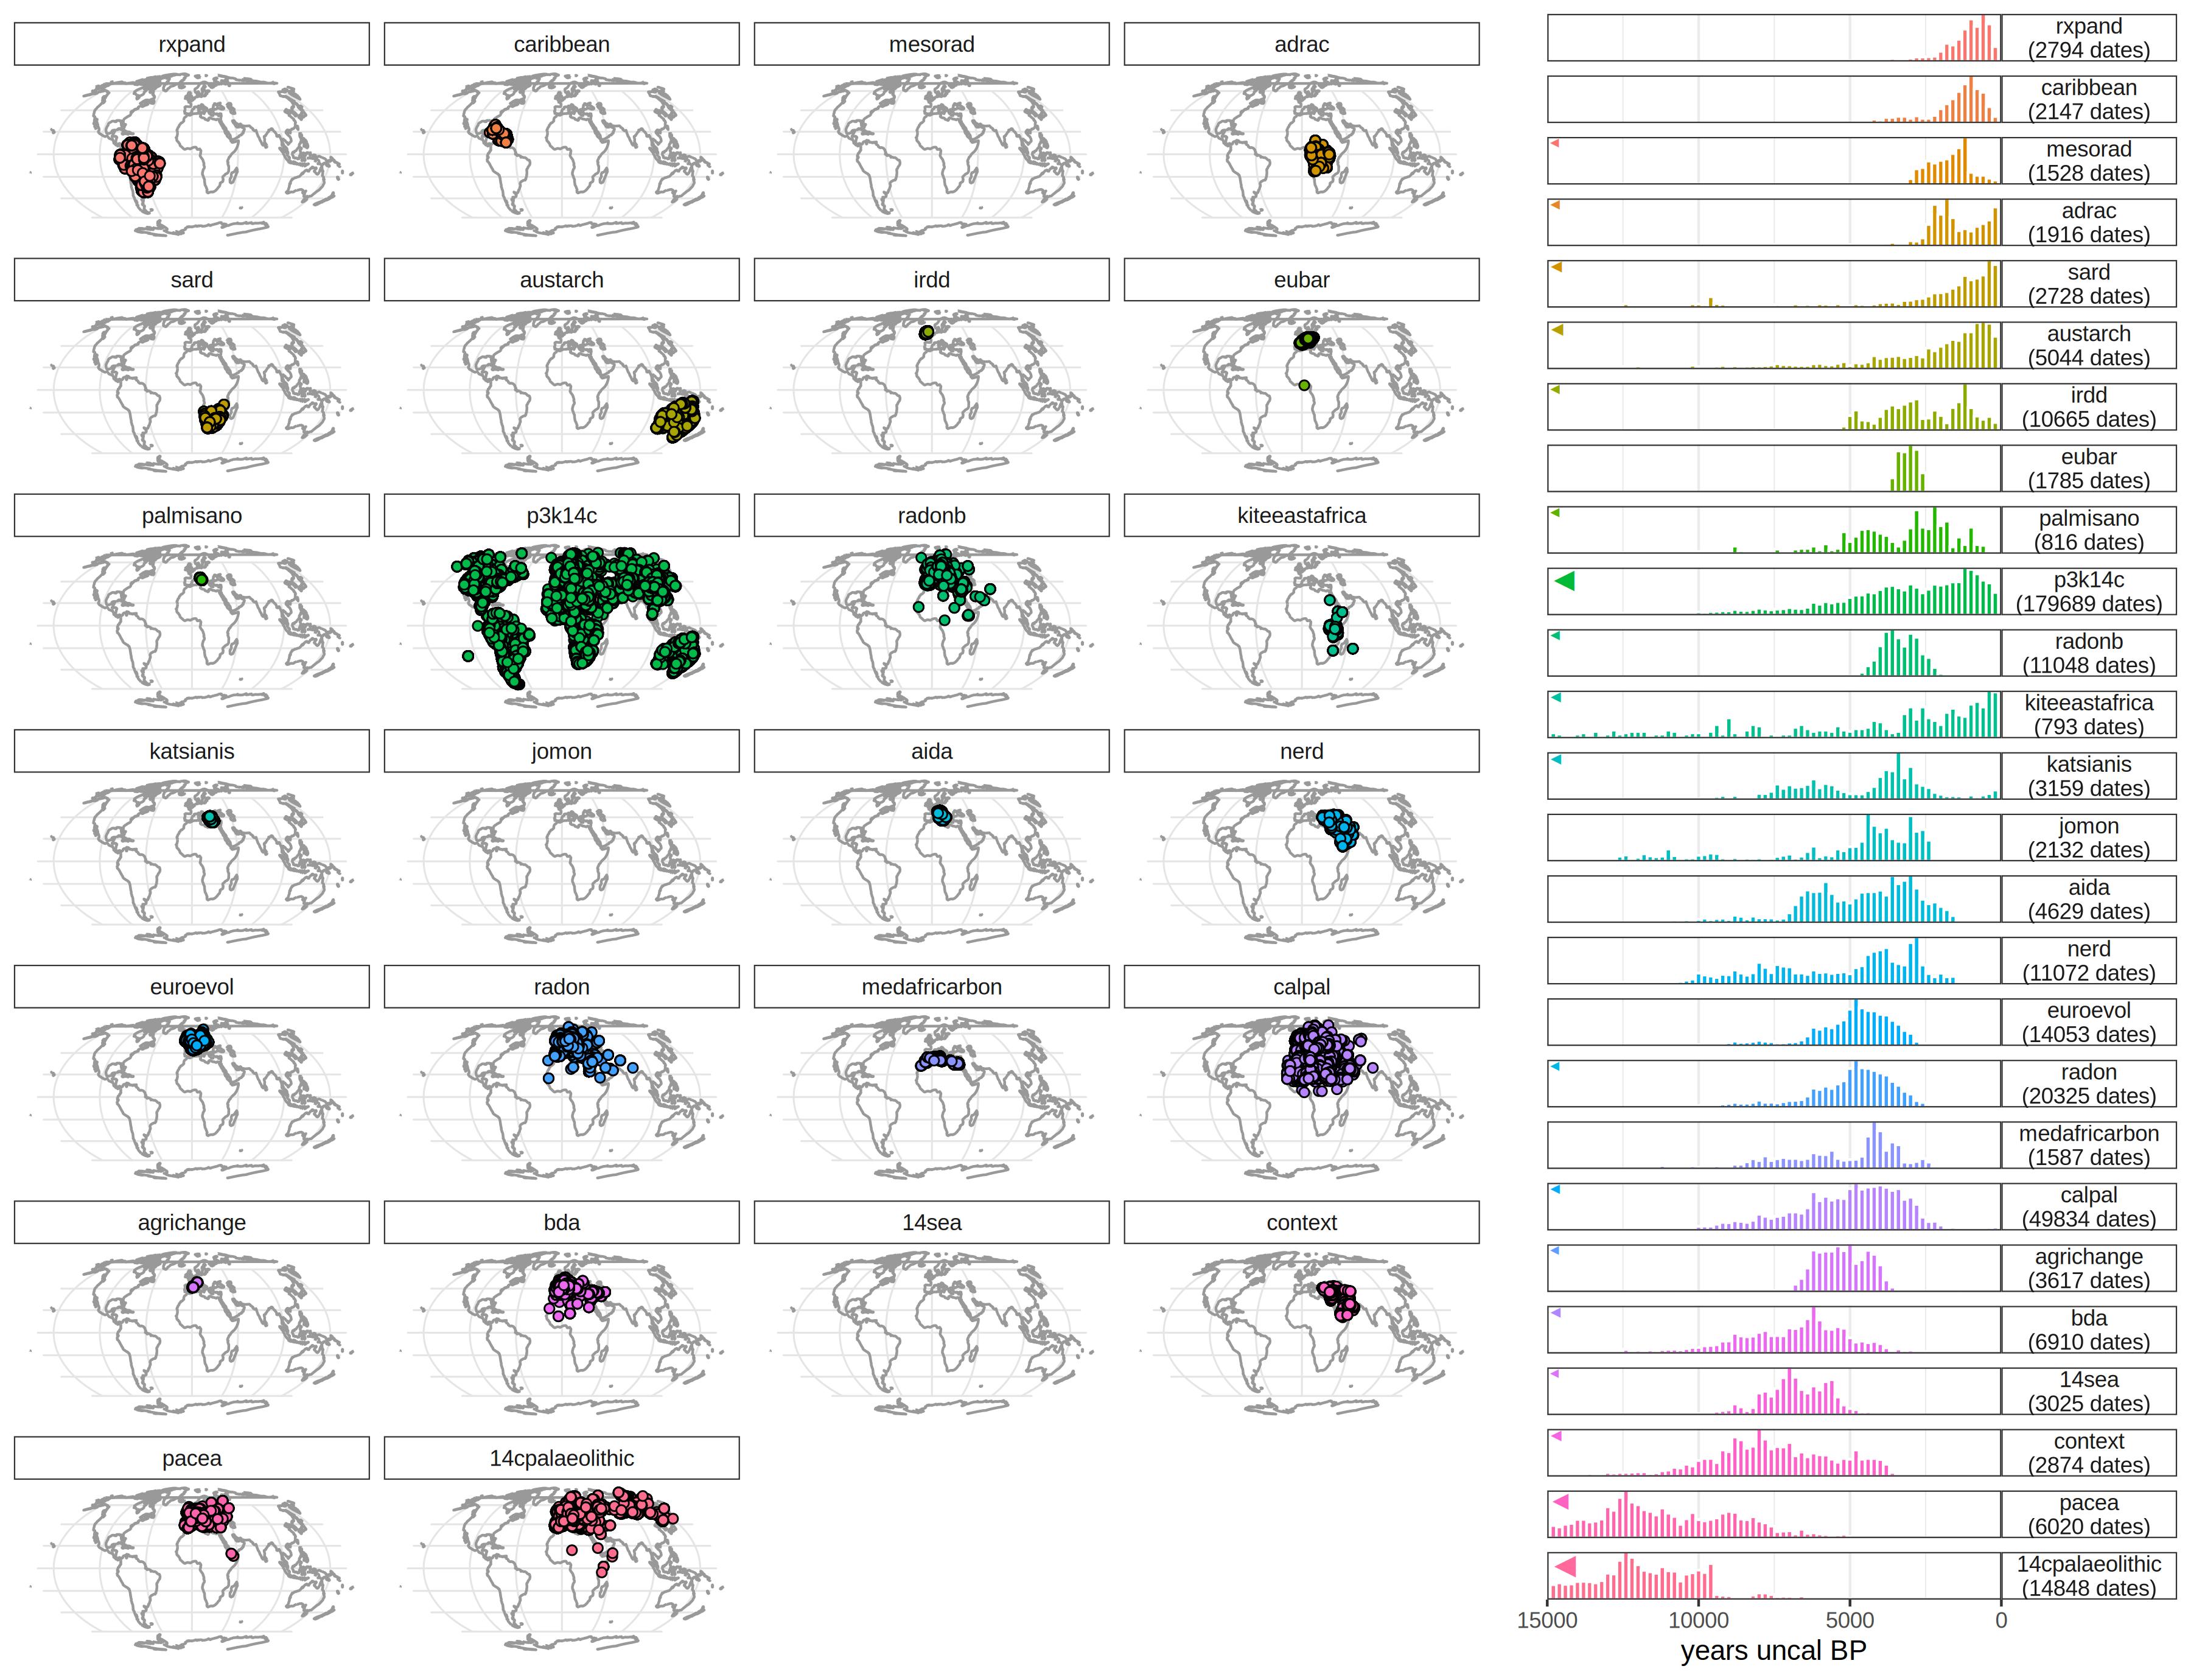 rxpand
caribbean
mesorad
adrac
sard
austarch
irdd
eubar
palmisano
p3k14c
radonb
kiteeastafrica
katsianis
jomon
aida
nerd
euroevol
radon
medafricarbon
calpal
agrichange
bda
14sea
context
pacea
14cpalaeolithic
rxpand
(2794 dates)
caribbean
(2147 dates)
mesorad
(1528 dates)
adrac
(1916 dates)
sard
(2728 dates)
austarch
(5044 dates)
irdd
(10665 dates)
eubar
(1785 dates)
palmisano
(816 dates)
p3k14c
(179689 dates)
radonb
(11048 dates)
kiteeastafrica
(793 dates)
katsianis
(3159 dates)
jomon
(2132 dates)
aida
(4629 dates)
nerd
(11072 dates)
euroevol
(14053 dates)
radon
(20325 dates)
medafricarbon
(1587 dates)
calpal
(49834 dates)
agrichange
(3617 dates)
bda
(6910 dates)
14sea
(3025 dates)
context
(2874 dates)
pacea
(6020 dates)
14cpalaeolithic
(14848 dates)
15000 10000 5000 0
years uncal BP